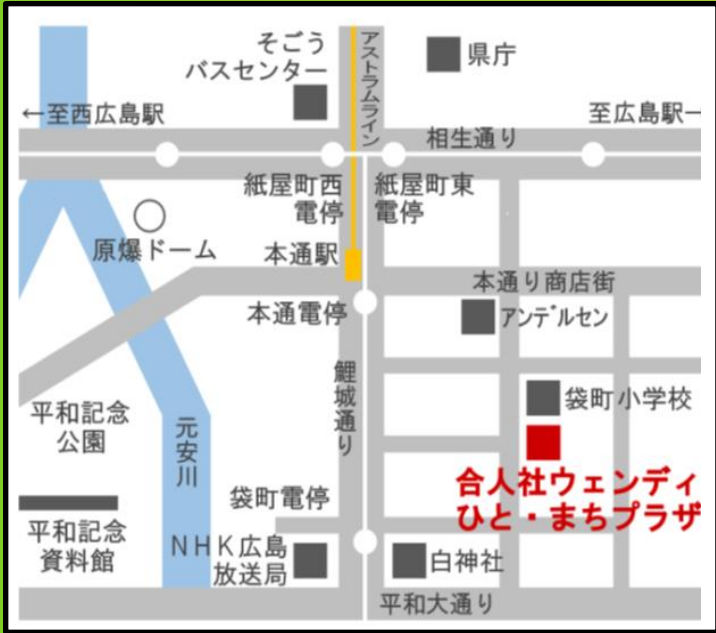 そごう
バスセンター
アストラムライン
県庁
←至西広島駅
至広島駅→
相生通り
紙屋町西
電停
紙屋町東
電停
原爆ドーム
本通駅
本通り商店街
本通電停
アンデルセン
鯉城通り
平和記念
公園
元安川
袋町小学校
合人社ウェンディ
ひと・まちプラザ
袋町電停
平和記念
資料館
NHK広島
放送局
白神社
平和大通り